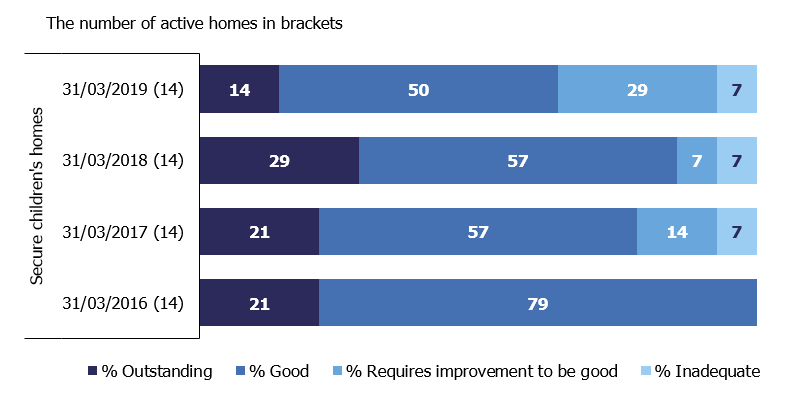 The number of active homes in brackets
Secure children's homes
31/03/2019 (14) 14 50 29 7
31/03/2018 (14) 29 57 7 7
31/03/2017 (14) 21 57 14 7
31/03/2016 (14) 21 79
% Outstanding % Good % Requires improvement to be good % Inadequate